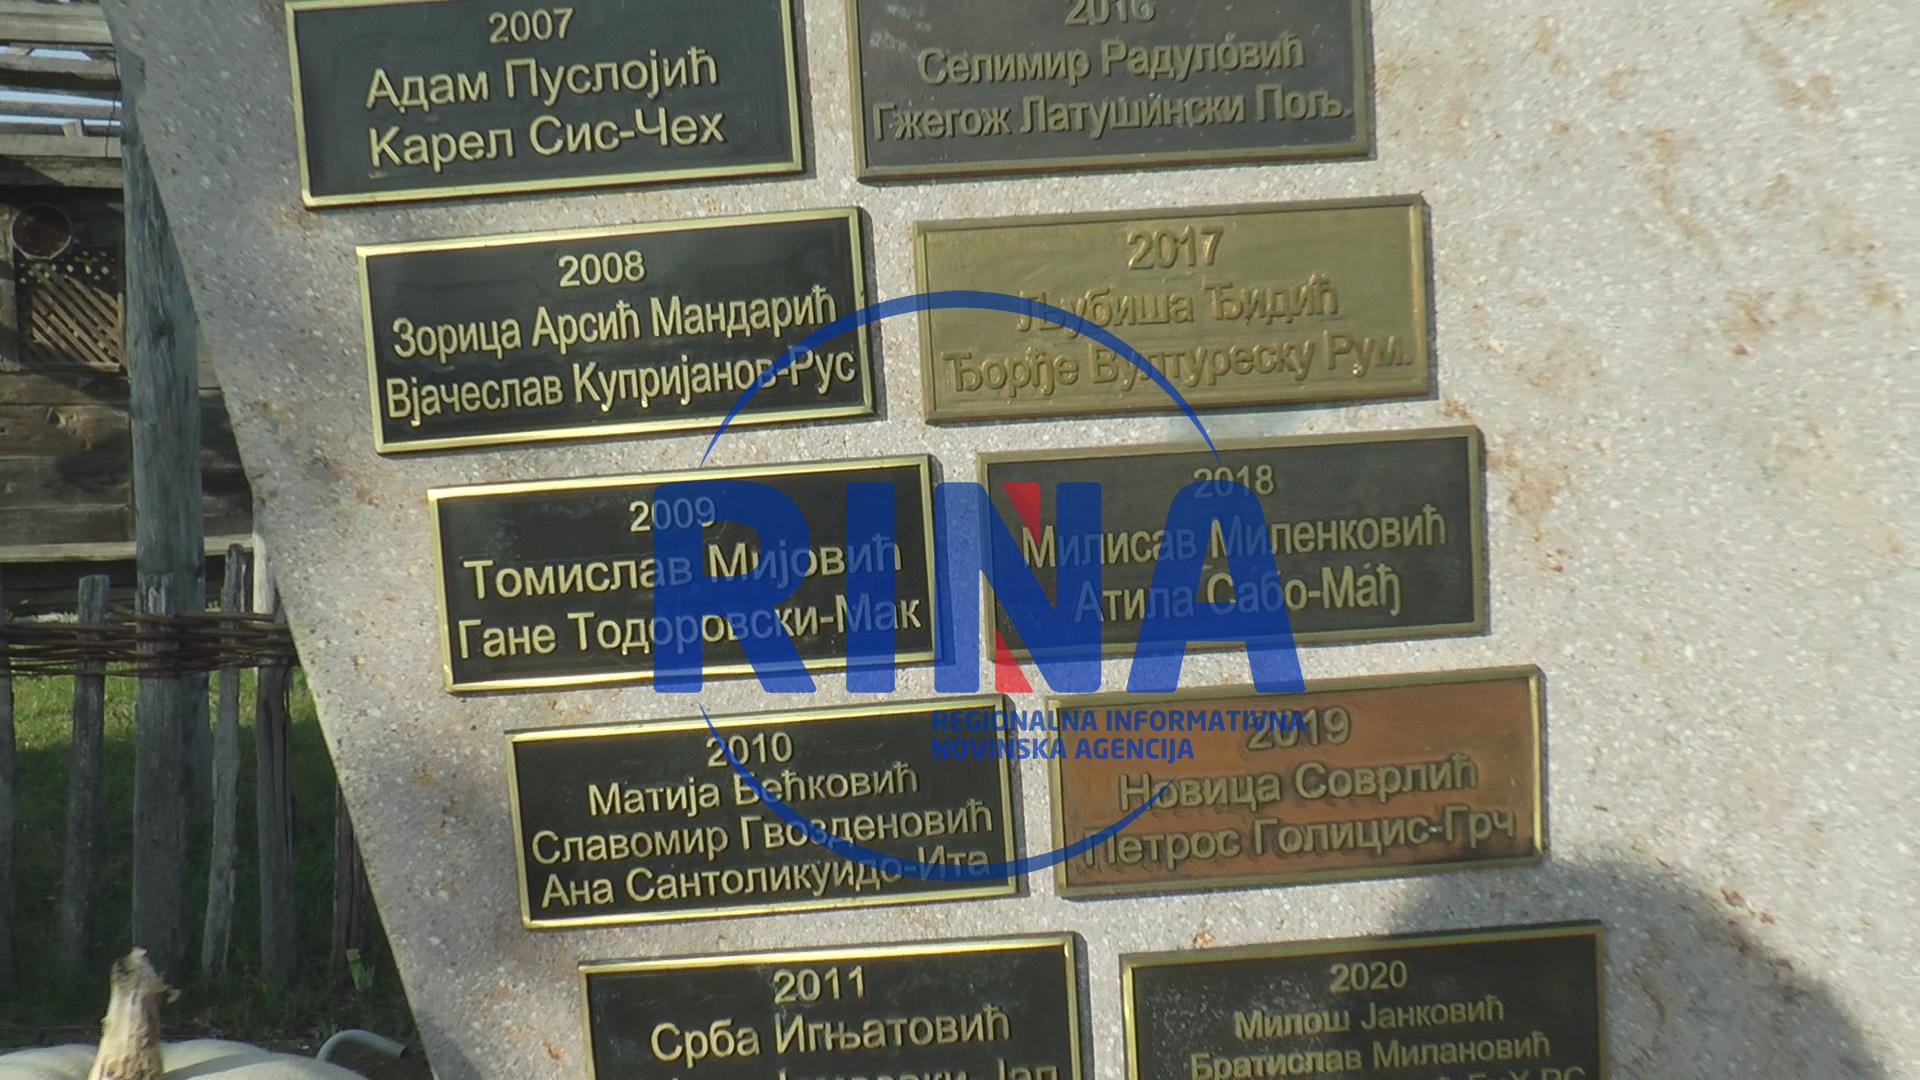 2007
Адам Пуслојић
Карел Сис-Чех
2008
Зорица Арсић Мандарић
Вјачеслав Купријанов-Рус
2009
Томислав Мијовић
Гане Тодоровски-Мак
2010
Матија Бећковић
Славомир Гвозденовић
Ана Сантоликуидо-Ита
2011
Срба Игњатовић
2016
Селимир Радуловић
Гжегож Латушински Пољ.
2017
Љубиша Ђидић
Ђорђе Вултуреску Рум.
2018
Милисав Миленковић
Атила Сабо-Мађ
2019
Новица Соврлић
Петрос Голицис-Грч
2020
Милош Јанковић
Братислав Милановић
RINA
REGIONALNA INFORMATIVNA
NOVINSKA AGENCIJA